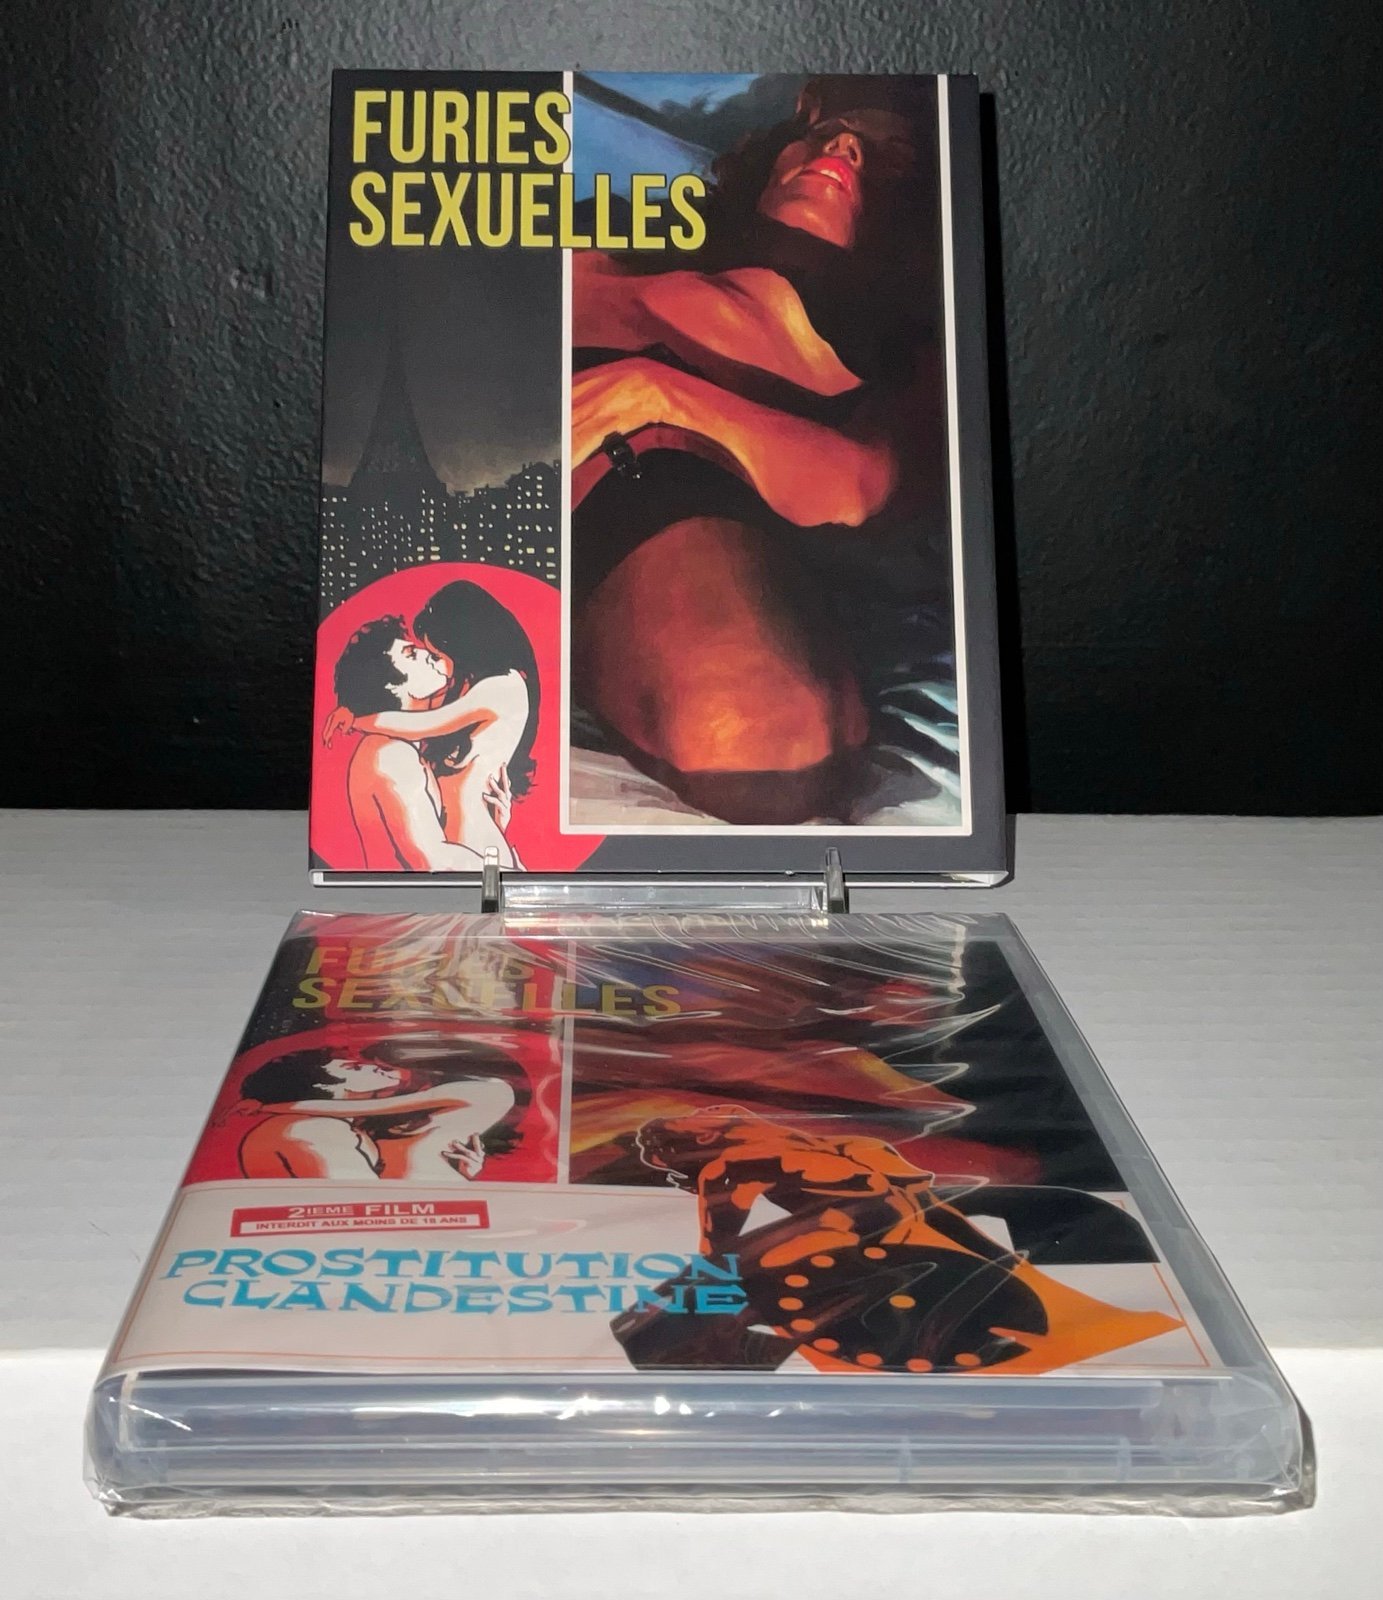 FURIES
SEXUELLES
FURIES
SEXUELLES
2IEME FILM
INTERDIT AUX MOINS DE 18 ANS
PROSTITUTION
CLANDESTINE